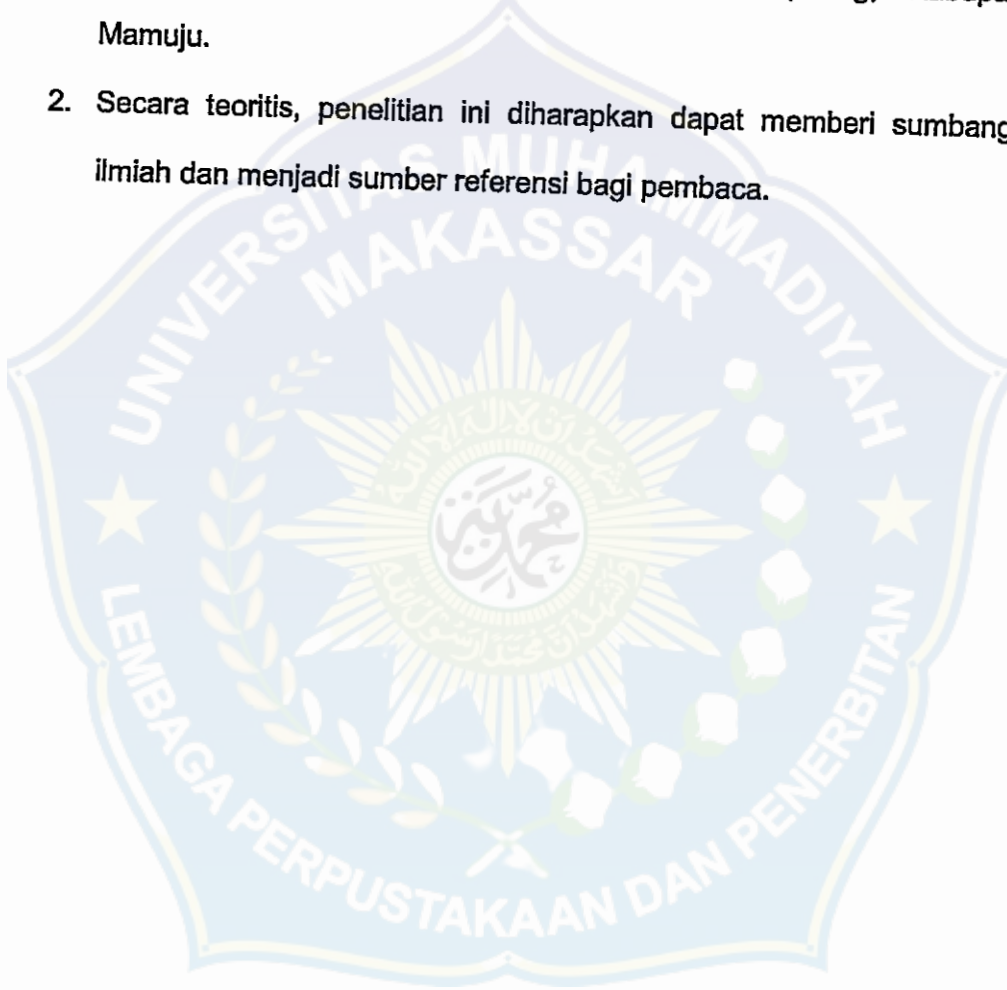 Mamuju.
2. Secara teoritis, penelitian ini diharapkan dapat memberi sumbang
ilmiah dan menjadi sumber referensi bagi pembaca.
UNIVERSITAS MUHAMMADIYAH
MAKASSAR
محمد
LEMBAGA PERPUSTAKAAN DAN PENERBITAN